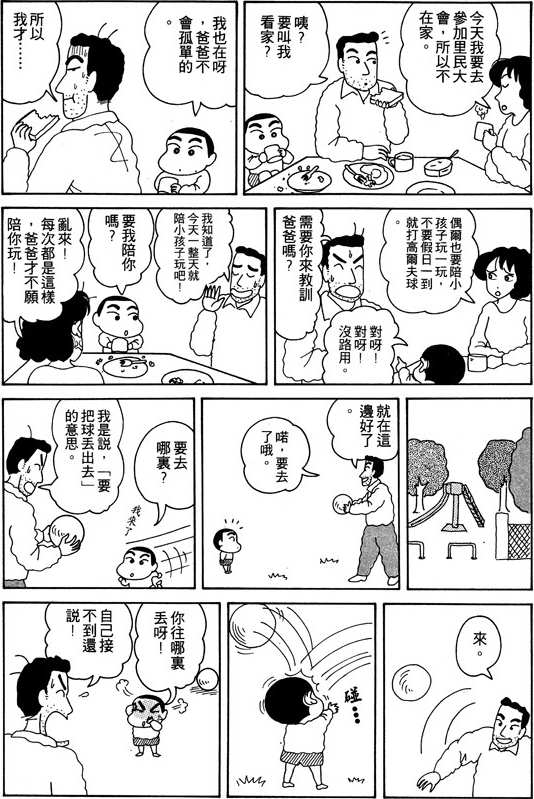 今天我要去
參加里民大
會，所以不
在家。
咦？
要叫我
看家？
我也在呀
，爸爸不
會孤單的
。
所以
我才……
偶爾也要陪小
孩子玩一玩，
不要假日一到
就打高爾夫球
！
對呀！
對呀！
沒路用。
需要你來教訓
爸爸嗎？
我知道了，
今天一整天就
陪小孩子玩吧！
要我陪你
嗎？
亂來！
每次都是這樣
，爸爸才不願
陪你玩！
就在這
邊好了
。
喏，要去
了哦。
要去
哪裏？
我來了
我是説，「要
把球丟出去」
的意思。
來。
碰…
你往哪裏
丟呀！
自己接
不到還
説！